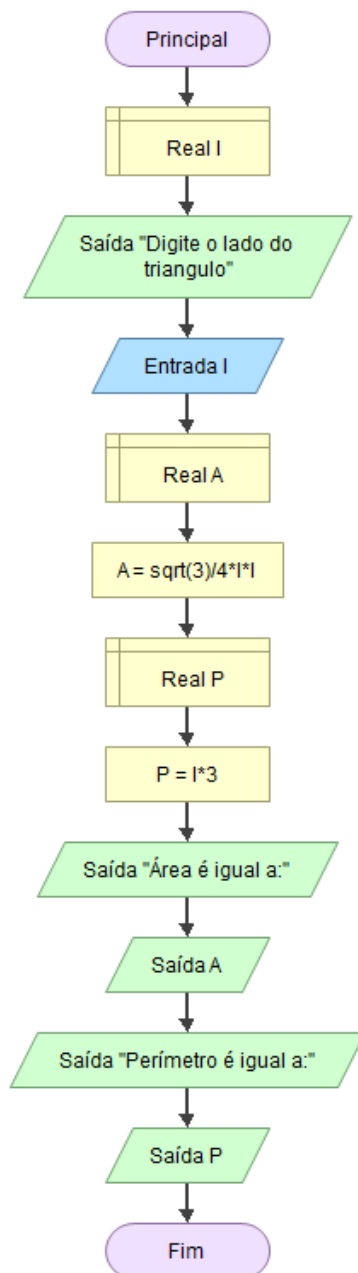 Principal
Real l
Saída "Digite o lado do
triangulo"
Entrada l
Real A
A = sqrt(3)/4*l*l
Real P
P = l*3
Saída "Área é igual a:"
Saída A
Saída "Perímetro é igual a:"
Saída P
Fim